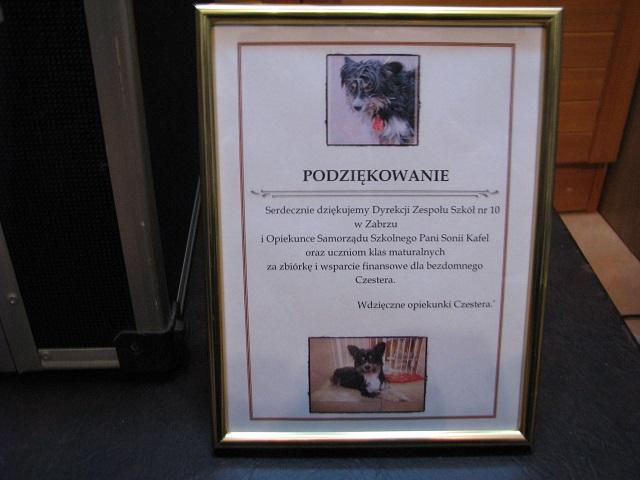 PODZIĘKOWANIE
Serdecznie dziękujemy Dyrekcji Zespołu Szkół nr 10
w Zabrzu
i Opiekunce Samorządu Szkolnego Pani Sonii Kafel
oraz uczniom klas maturalnych
za zbiórkę i wsparcie finansowe dla bezdomnego
Czestera.
Wdzięczne opiekunki Czestera.